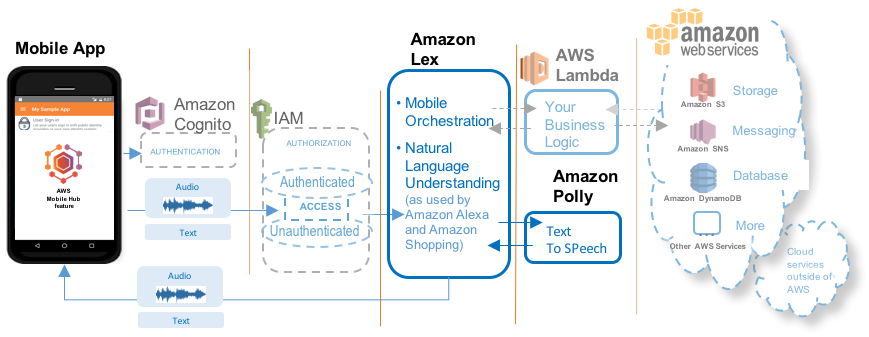 Mobile App
My Sample App
User Sign-in
AWS
Mobile Hub
feature
Amazon
Cognito
AUTHENTICATION
Audio
Text
Audio
Text
IAM
AUTHORIZATION
Authenticated
ACCESS
Unauthenticated
Amazon
Lex
• Mobile
Orchestration
• Natural
Language
Understanding
(as used by
Amazon Alexa
and Amazon
Shopping)
AWS
Lambda
Your
Business
Logic
Amazon
Polly
Text
To SPeech
amazon
web services
Storage
Amazon S3
Messaging
Amazon SNS
Database
Amazon DynamoDB
More
Other AWS Services
Cloud
services
outside of
AWS